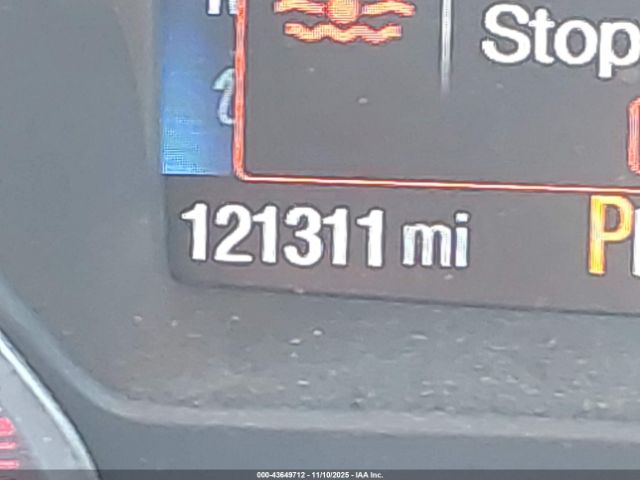 Stop
121311 mi
P
000-43649712 - 11/10/2025 - IAA Inc.